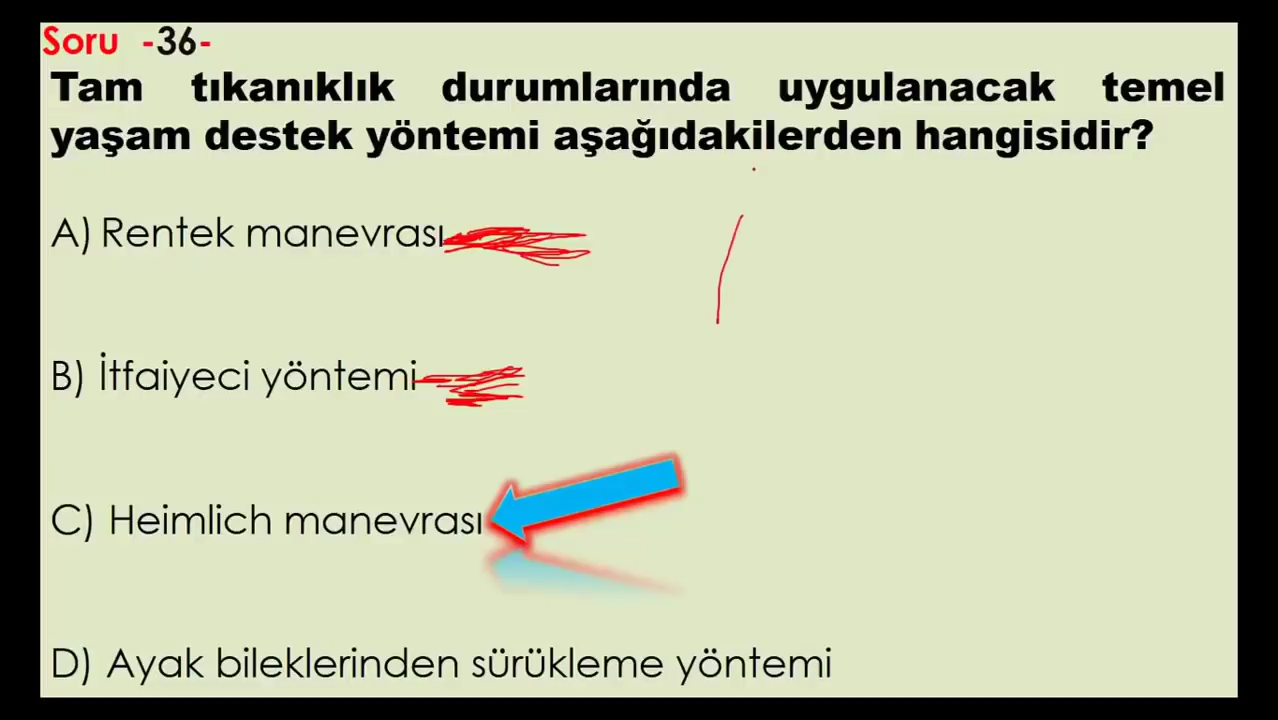 Soru -36-
Tam tıkanıklık durumlarında uygulanacak temel
yaşam destek yöntemi aşağıdakilerden hangisidir?
A) Rentek manevrası
B) İtfaiyeci yöntemi
C) Heimlich manevrası
D) Ayak bileklerinden sürükleme yöntemi